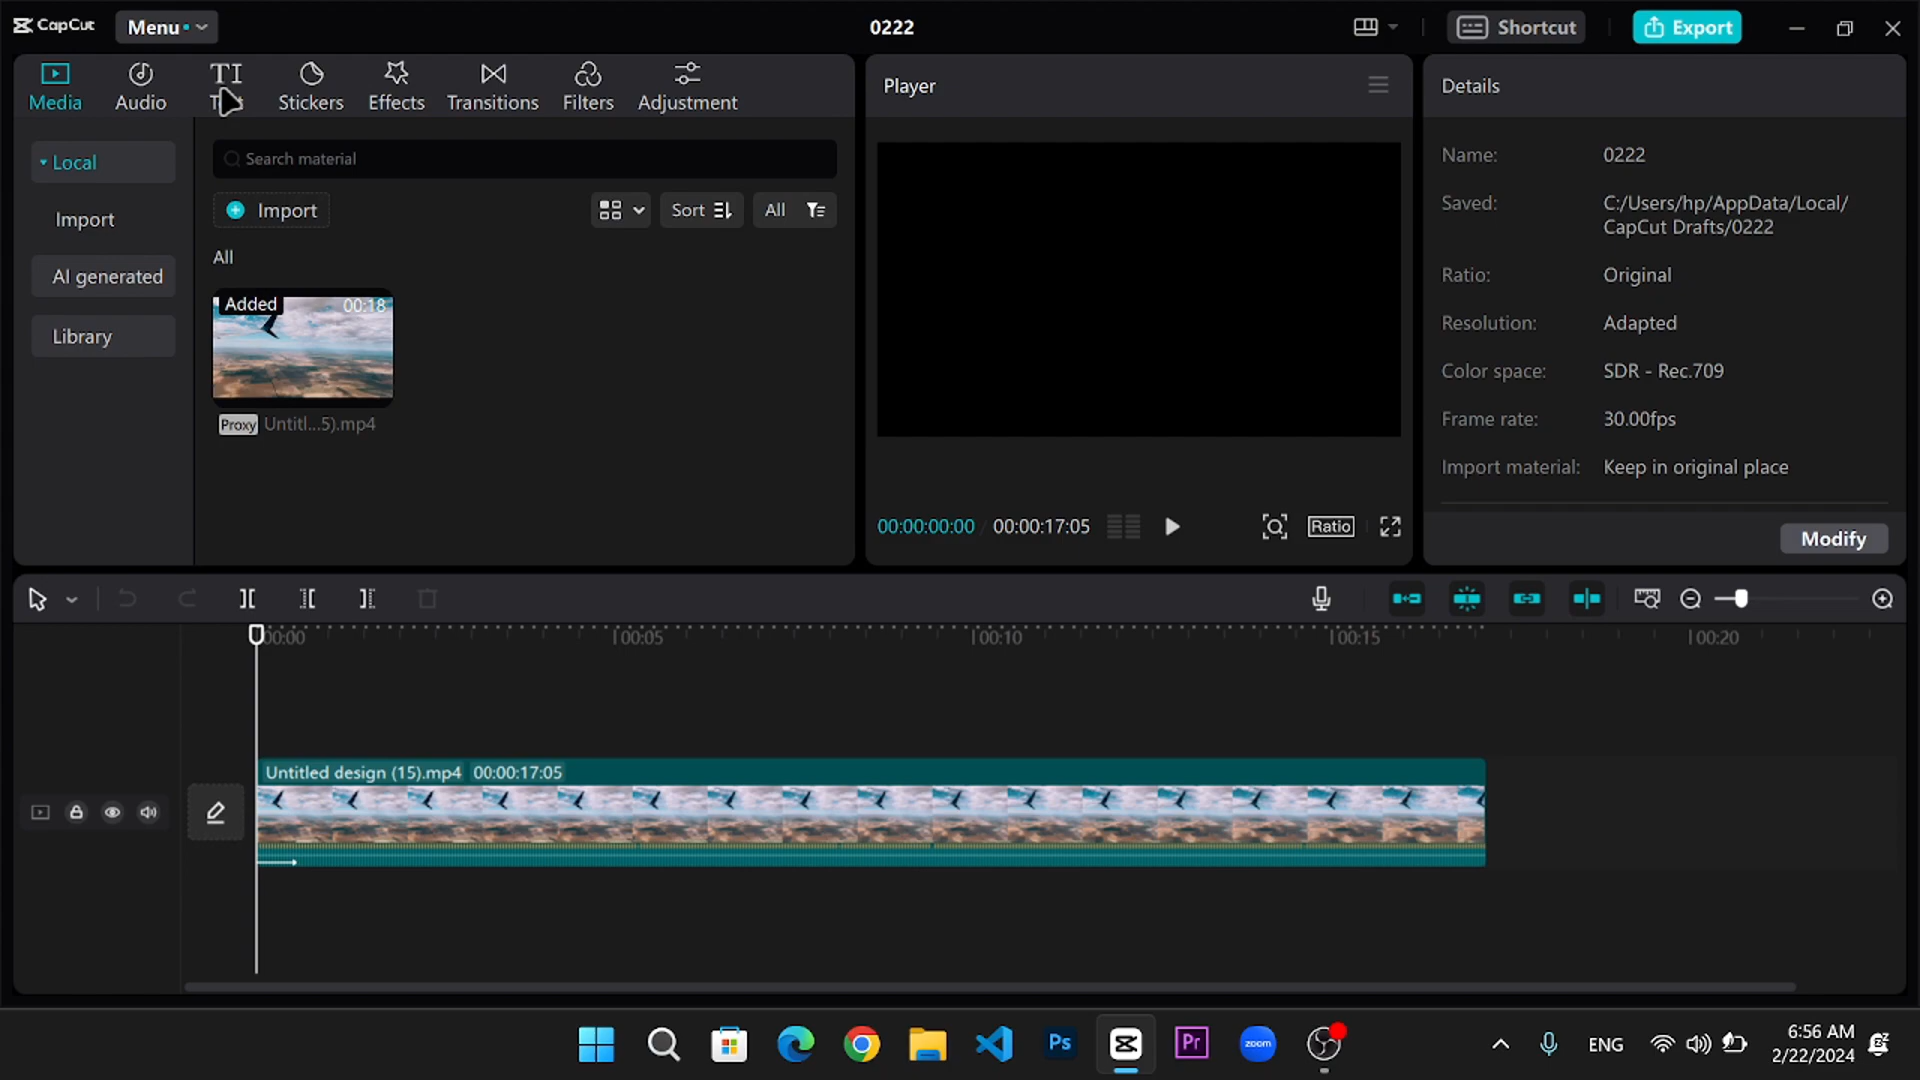 CapCut
Menu
0222
Shortcut
Export
Media
Audio
Stickers
Effects
Transitions
Filters
Adjustment
Player
Details
Local
Import
AI generated
Library
Search material
Import
Sort
All
All
Added
00:18
Proxy
Untitl...5).mp4
00:00:00:00
00:00:17:05
Ratio
Name:
0222
Saved:
C:/Users/hp/AppData/Local/
CapCut Drafts/0222
Ratio:
Original
Resolution:
Adapted
Color space:
SDR - Rec.709
Frame rate:
30.00fps
Import material:
Keep in original place
Modify
00:00
00:05
00:10
00:15
00:20
Untitled design (15).mp4 00:00:17:05
Ps
Pr
zoom
ENG
6:56 AM
2/22/2024